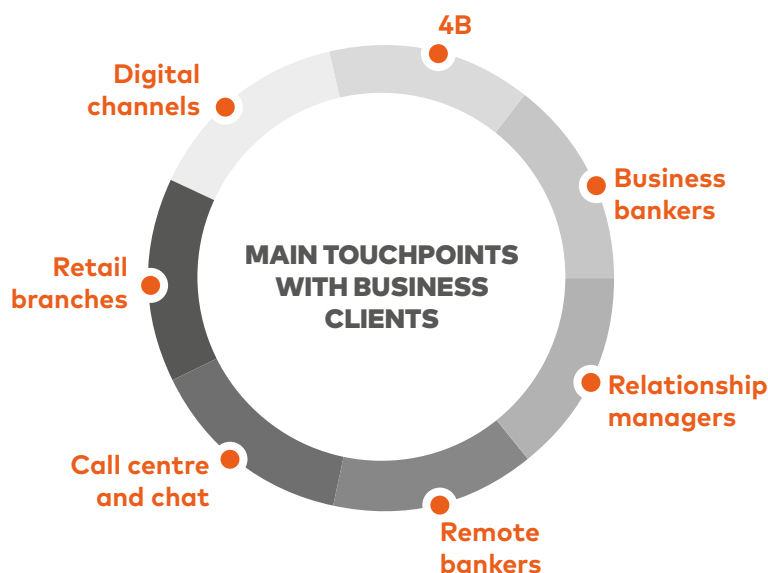 4B
Digital
channels
Business
bankers
MAIN TOUCHPOINTS
WITH BUSINESS
CLIENTS
Retail
branches
Relationship
managers
Call centre
and chat
Remote
bankers